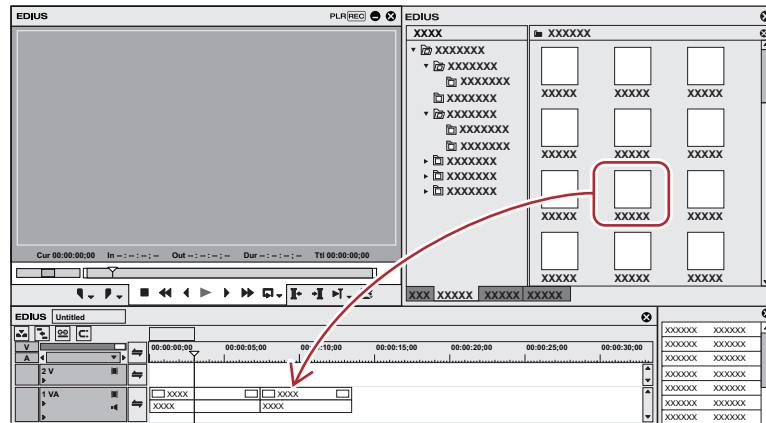 EDIUS PLR REC
Cur 00:00:00;00 In -- : -- : -- ; -- Out -- : -- : -- ; -- Dur -- : -- : -- ; -- Ttl 00:00:00;00
EDIUS
XXXX
XXXXXXX
XXXXXXX
XXXXXXX
XXXXXXX
XXXXXXX
XXXXXXX
XXXXXXX
XXXXXXX
XXXXXXX
XXXXXXX
XXXXXX
XXXXX XXXXX XXXXX
XXXXX XXXXX XXXXX
XXXXX XXXXX XXXXX
XXXXX XXXXX XXXXX
XXX XXXXX XXXXX XXXXX
EDIUS Untitled
C:
V
A
00:00:00;00 00:00:05;00 00:00:10;00 00:00:15;00 00:00:20;00 00:00:25;00 00:00:30;00
2 V
1 VA
XXXX XXXX
XXXX XXXX
XXXXXX XXXXXX
XXXXXX XXXXXX
XXXXXX XXXXXX
XXXXXX XXXXXX
XXXXXX XXXXXX
XXXXXX XXXXXX
XXXXXX XXXXXX